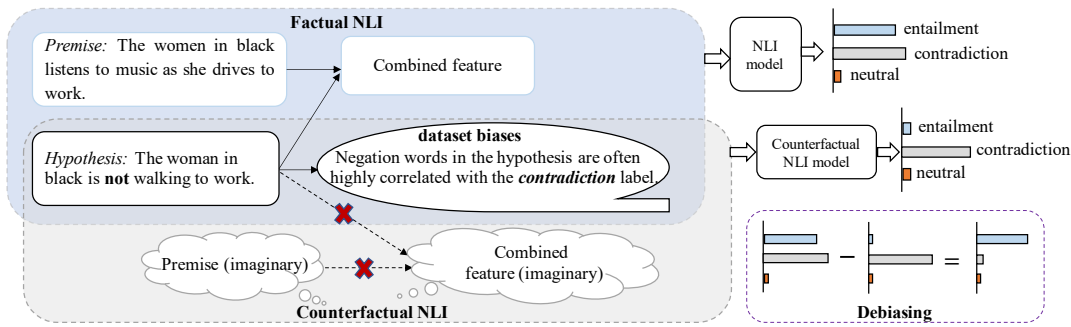 Factual NLI
Premise: The women in black
listens to music as she drives to
work.
Combined feature
NLI
model
entailment
contradiction
neutral
Hypothesis: The woman in
black is not walking to work.
dataset biases
Negation words in the hypothesis are often
highly correlated with the contradiction label.
Counterfactual
NLI model
entailment
contradiction
neutral
Premise (imaginary)
Combined
feature (imaginary)
Counterfactual NLI
− =
Debiasing